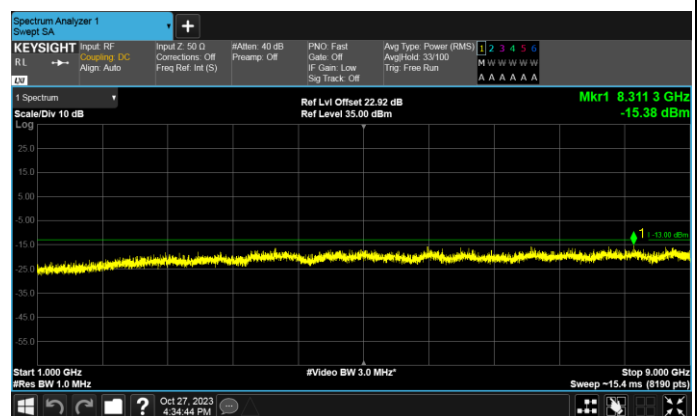 Spectrum Analyzer 1
Swept SA
+
KEYSIGHT Input: RF Input Z: 50 Ω #Atten: 40 dB PNO: Fast Avg Type: Power (RMS) 1 2 3 4 5 6
RL Coupling: DC Corrections: Off Preamp: Off Gate: Off Avg|Hold: 33/100 M W W W W W
Align: Auto Freq Ref: Int (S) IF Gain: Low Trig: Free Run
LXI Sig Track: Off A A A A A A
1 Spectrum Ref Lvl Offset 22.92 dB Mkr1 8.311 3 GHz
Scale/Div 10 dB Ref Level 35.00 dBm -15.38 dBm
Log
25.0
15.0
5.00
-5.00
1 -13.00 dBm
-15.0
-25.0
-35.0
-45.0
-55.0
Start 1.000 GHz #Video BW 3.0 MHz* Stop 9.000 GHz
#Res BW 1.0 MHz Sweep ~15.4 ms (8190 pts)
? Oct 27, 2023
4:34:44 PM